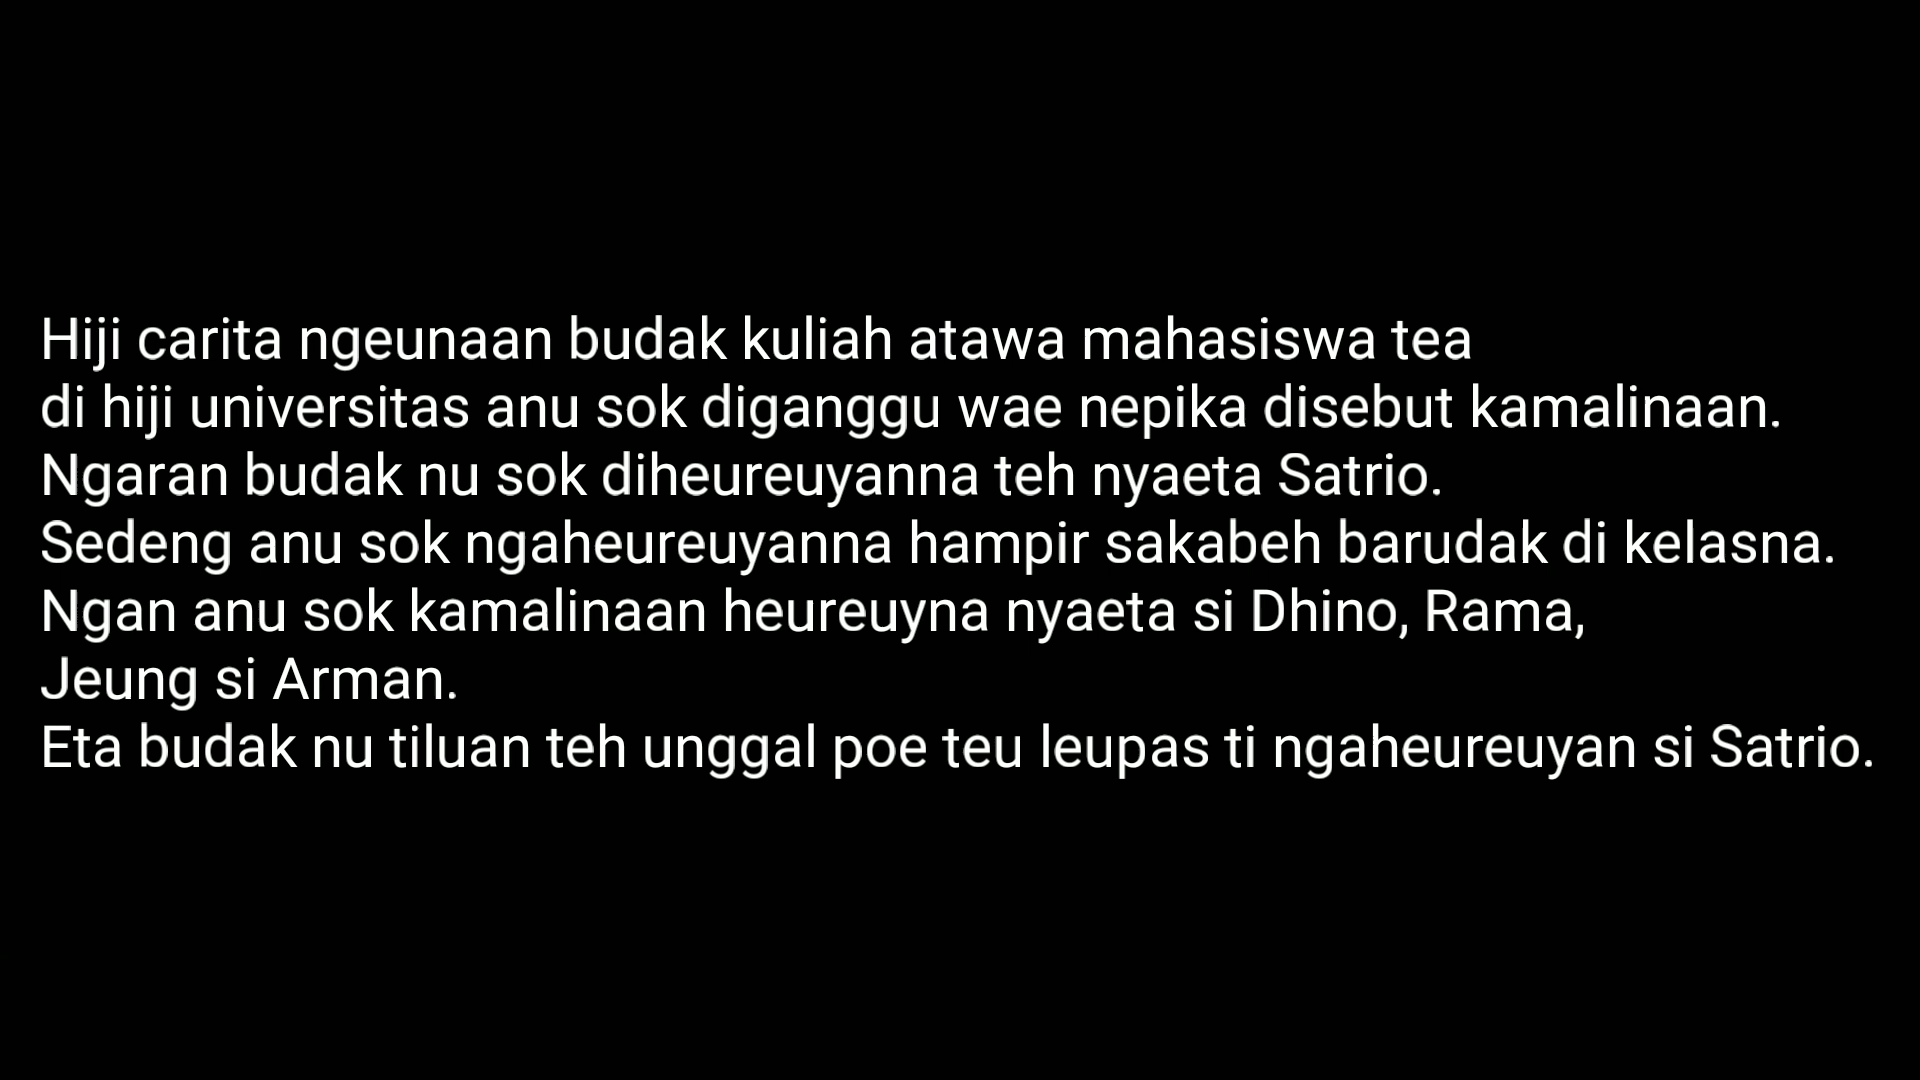 Hiji carita ngeunaan budak kuliah atawa mahasiswa tea
di hiji universitas anu sok diganggu wae nepika disebut kamalinaan.
Ngaran budak nu sok diheureuyanna teh nyaeta Satrio.
Sedeng anu sok ngaheureuyanna hampir sakabeh barudak di kelasna.
Ngan anu sok kamalinaan heureuyna nyaeta si Dhino, Rama,
Jeung si Arman.
Eta budak nu tiluan teh unggal poe teu leupas ti ngaheureuyan si Satrio.